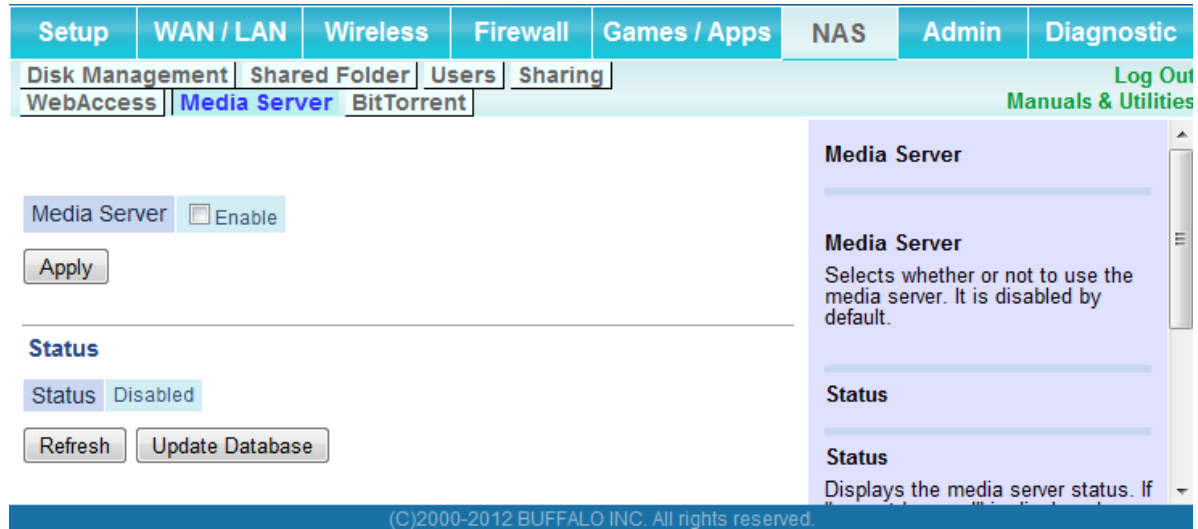 Setup WAN / LAN Wireless Firewall Games / Apps NAS Admin Diagnostic
Disk Management Shared Folder Users Sharing
WebAccess Media Server BitTorrent
Log Out
Manuals & Utilities
Media Server Enable
Apply
Status
Status Disabled
Refresh Update Database
Media Server
Media Server
Selects whether or not to use the
media server. It is disabled by
default.
Status
Status
Displays the media server status. If
(C)2000-2012 BUFFALO INC. All rights reserved.